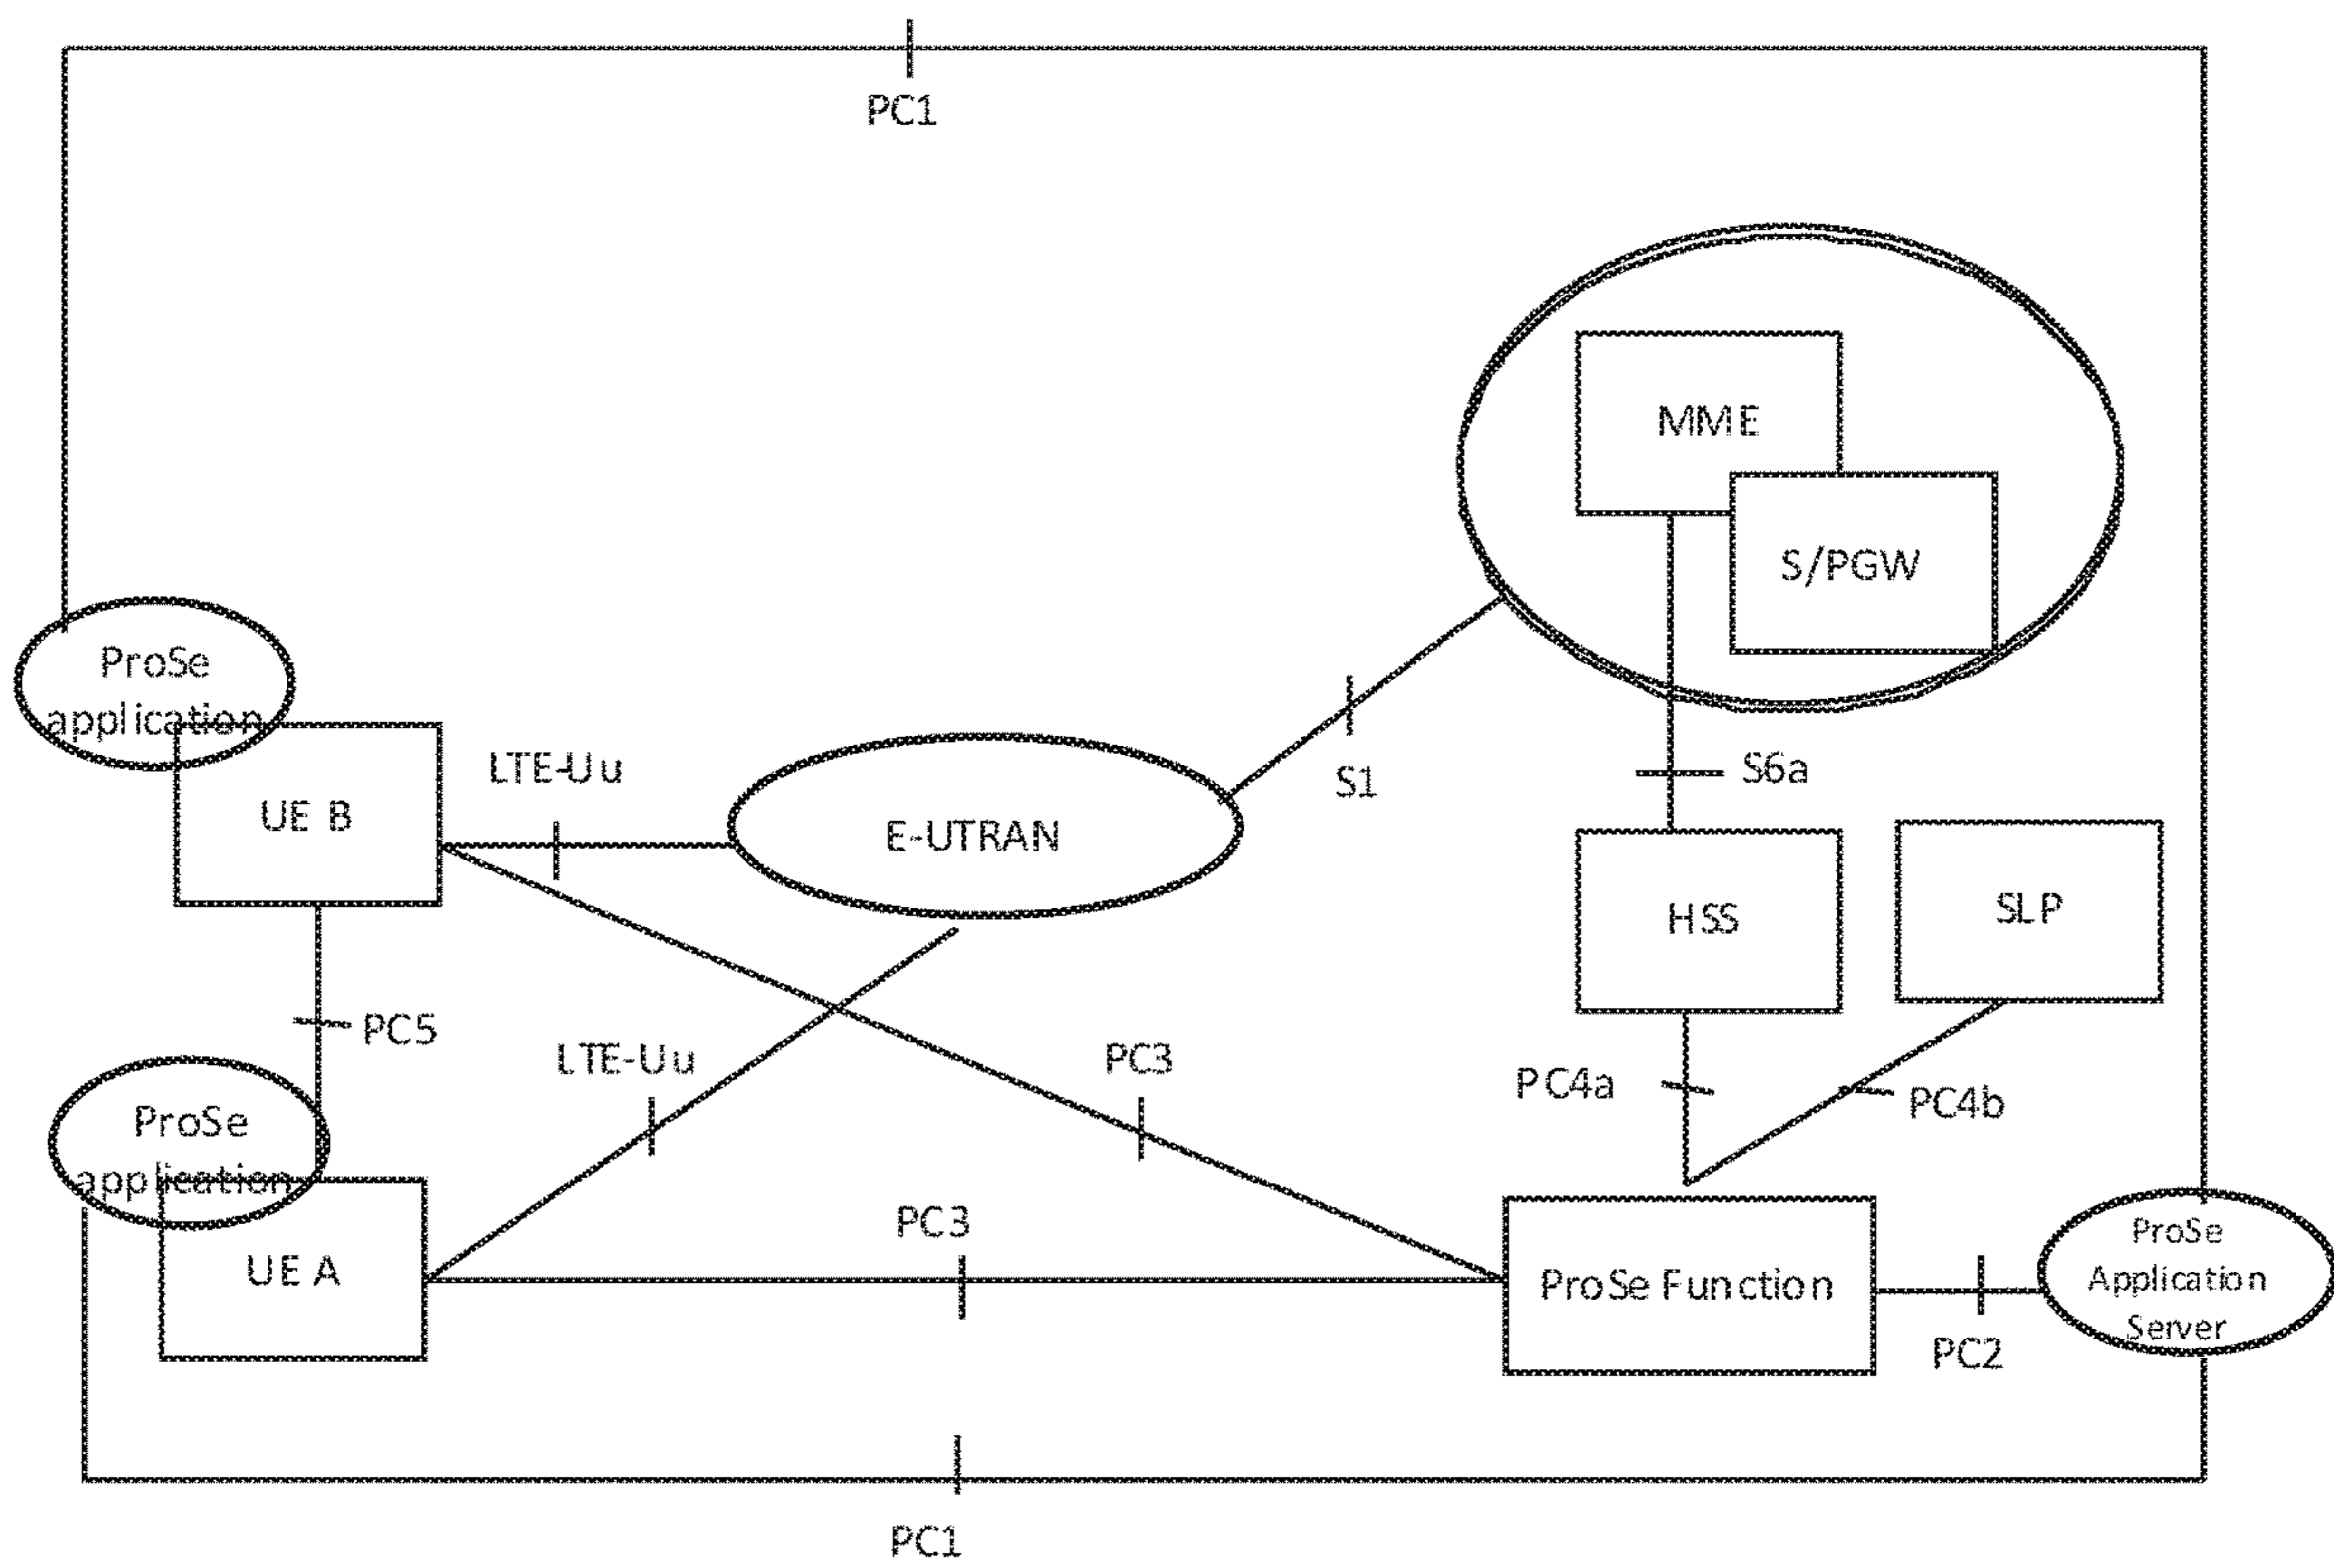 PC1
MME
S/PGW
ProSe
application
UE B
LTE-Uu
E-UTRAN
S1
S6a
HSS
SLP
PC5
LTE-Uu
PC3
PC4a
PC4b
ProSe
application
UE A
PC3
ProSe Function
PC2
ProSe
Application
Server
PC1